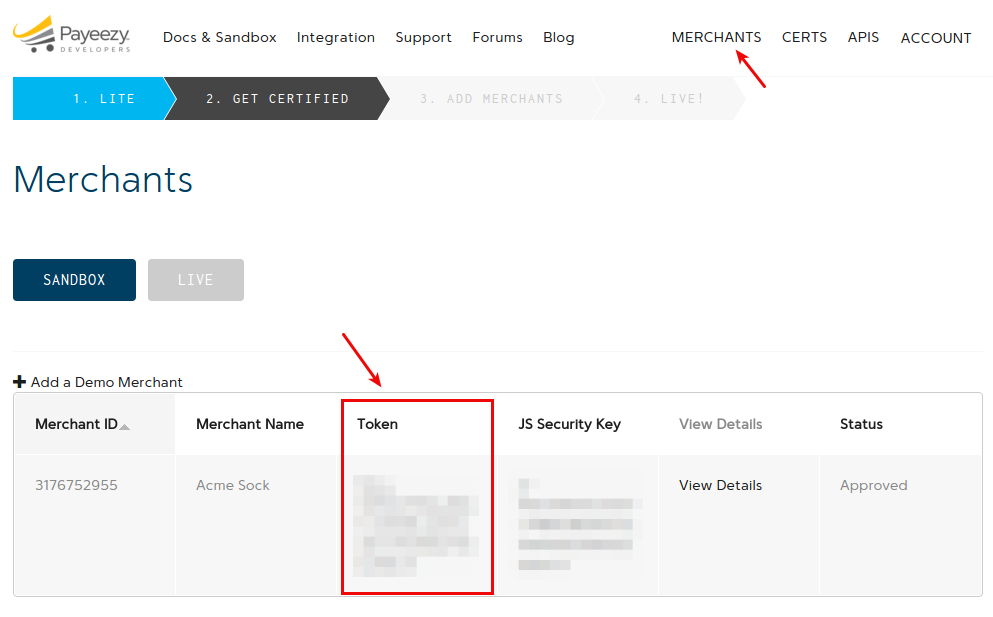 Payeezy
DEVELOPERS
Docs & Sandbox Integration Support Forums Blog MERCHANTS CERTS APIS ACCOUNT
1. LITE 2. GET CERTIFIED 3. ADD MERCHANTS 4. LIVE!
Merchants
SANDBOX LIVE
Add a Demo Merchant
Merchant ID Merchant Name Token JS Security Key View Details Status
3176752955 Acme Sock View Details Approved